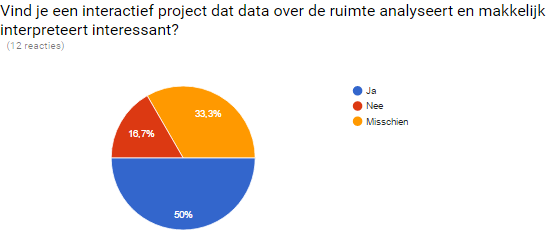 Vind je een interactief project dat data over de ruimte analyseert en makkelijk
interpreteert interessant?
(12 reacties)
33,3%
16,7%
50%
Ja
Nee
Misschien